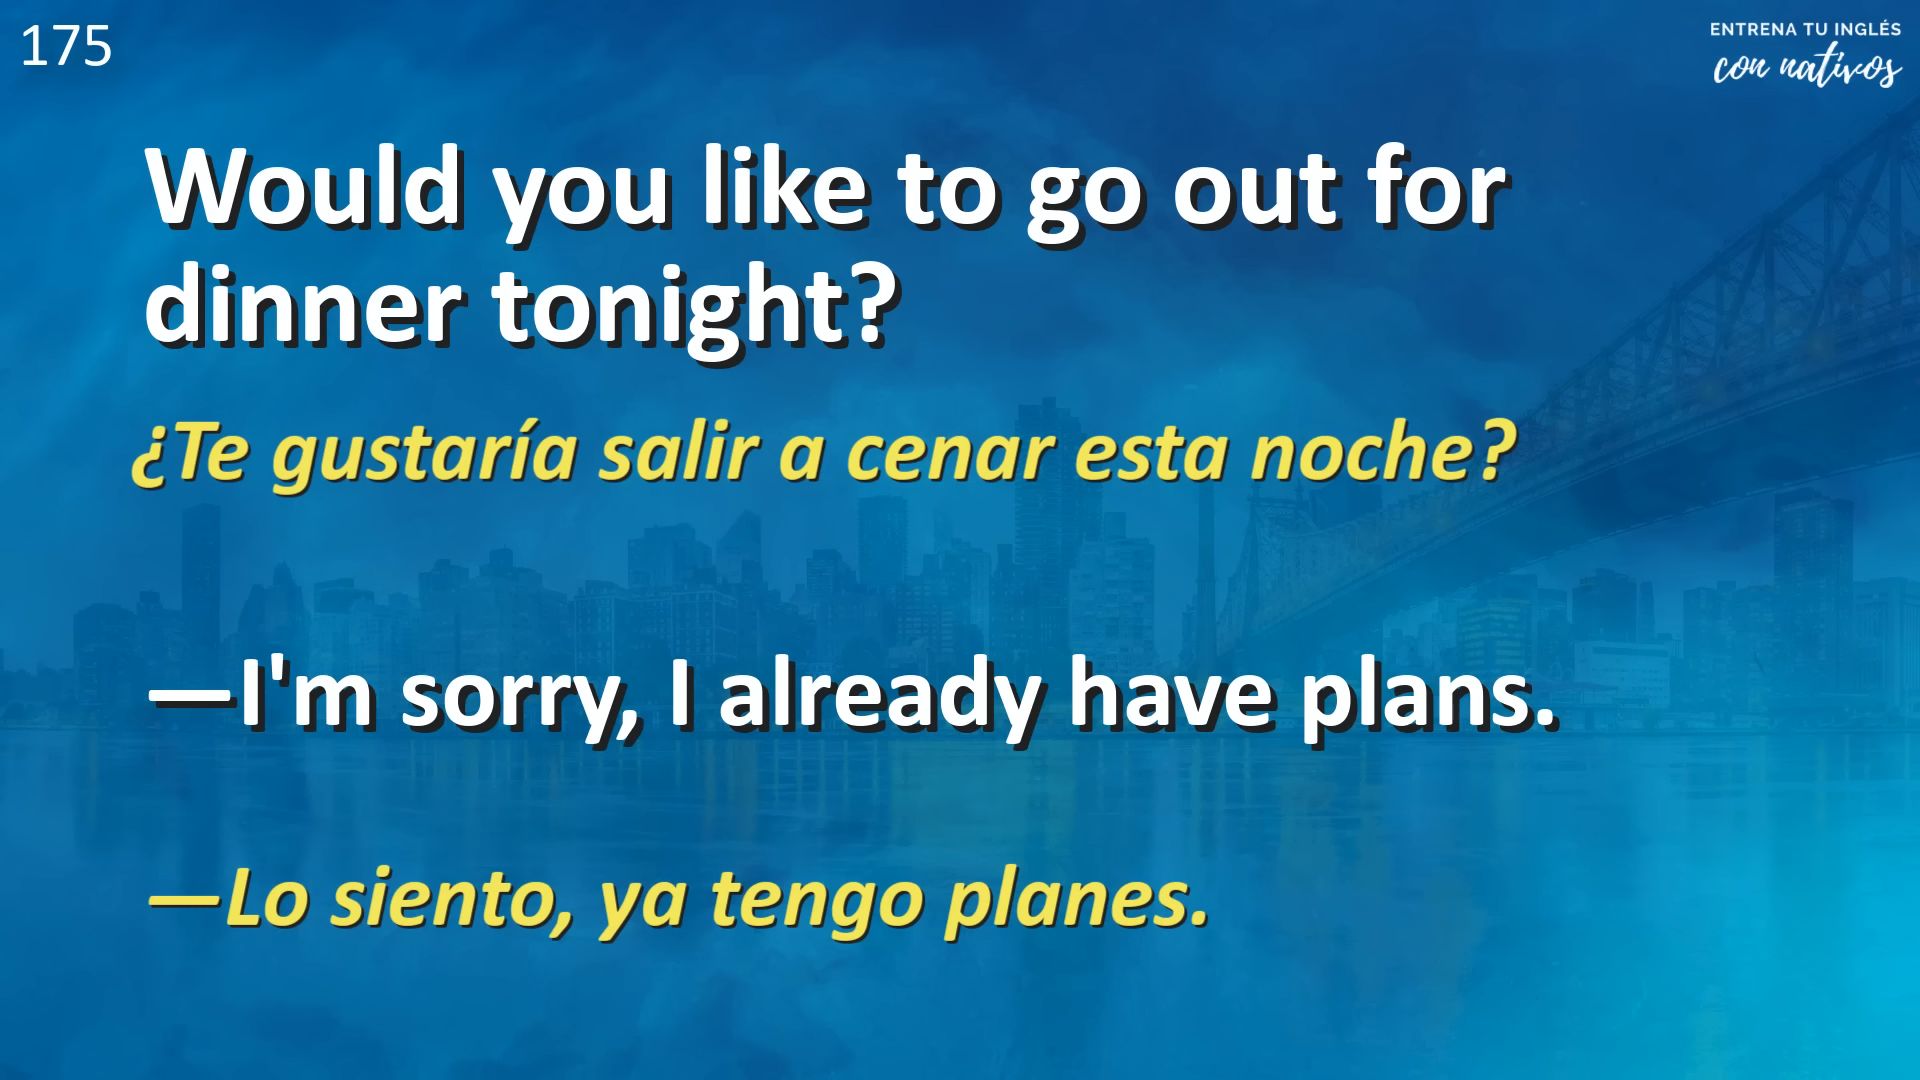 175
ENTRENA TU INGLÉS
con nativos
Would you like to go out for
dinner tonight?
¿Te gustaría salir a cenar esta noche?
—I'm sorry, I already have plans.
—Lo siento, ya tengo planes.